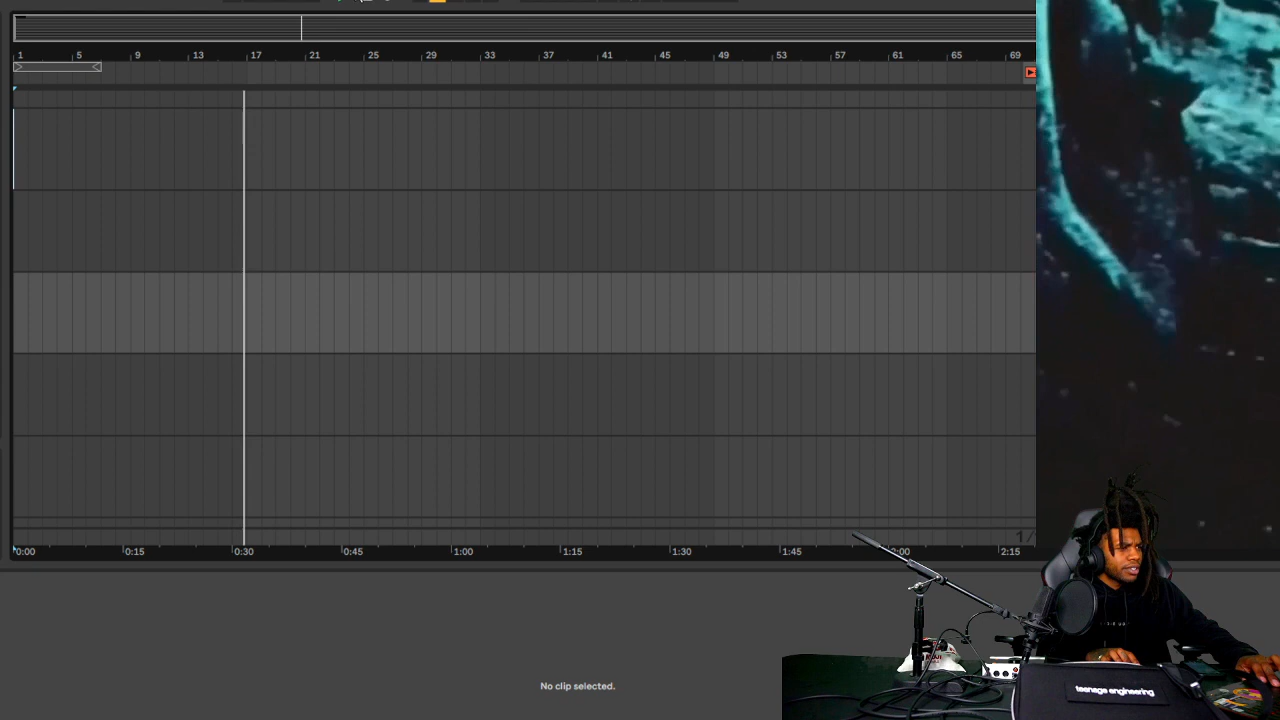 1 5 9 13 17 21 25 29 33 37 41 45 49 53 57 61 65 69
1/
0:00 0:15 0:30 0:45 1:00 1:15 1:30 1:45 2:00 2:15
No clip selected.
teenage engineering